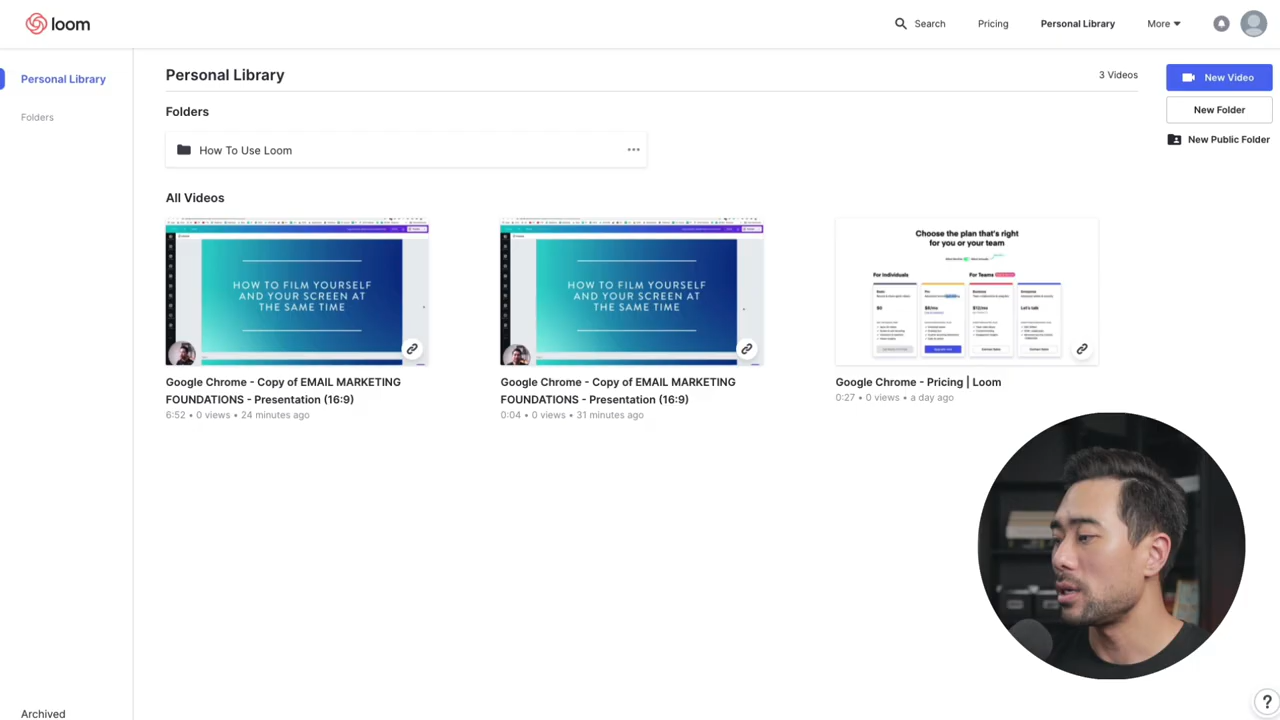 loom
Search
Pricing
Personal Library
More
Personal Library
Folders
Archived
Personal Library
3 Videos
New Video
New Folder
New Public Folder
Folders
How To Use Loom
All Videos
HOW TO FILM YOURSELF
AND YOUR SCREEN AT
THE SAME TIME
Google Chrome - Copy of EMAIL MARKETING
FOUNDATIONS - Presentation (16:9)
6:52 • 0 views • 24 minutes ago
HOW TO FILM YOURSELF
AND YOUR SCREEN AT
THE SAME TIME
Google Chrome - Copy of EMAIL MARKETING
FOUNDATIONS - Presentation (16:9)
0:04 • 0 views • 31 minutes ago
Choose the plan that's right
for you or your team
For Individuals
For Teams
Google Chrome - Pricing | Loom
0:27 • 0 views • a day ago
?